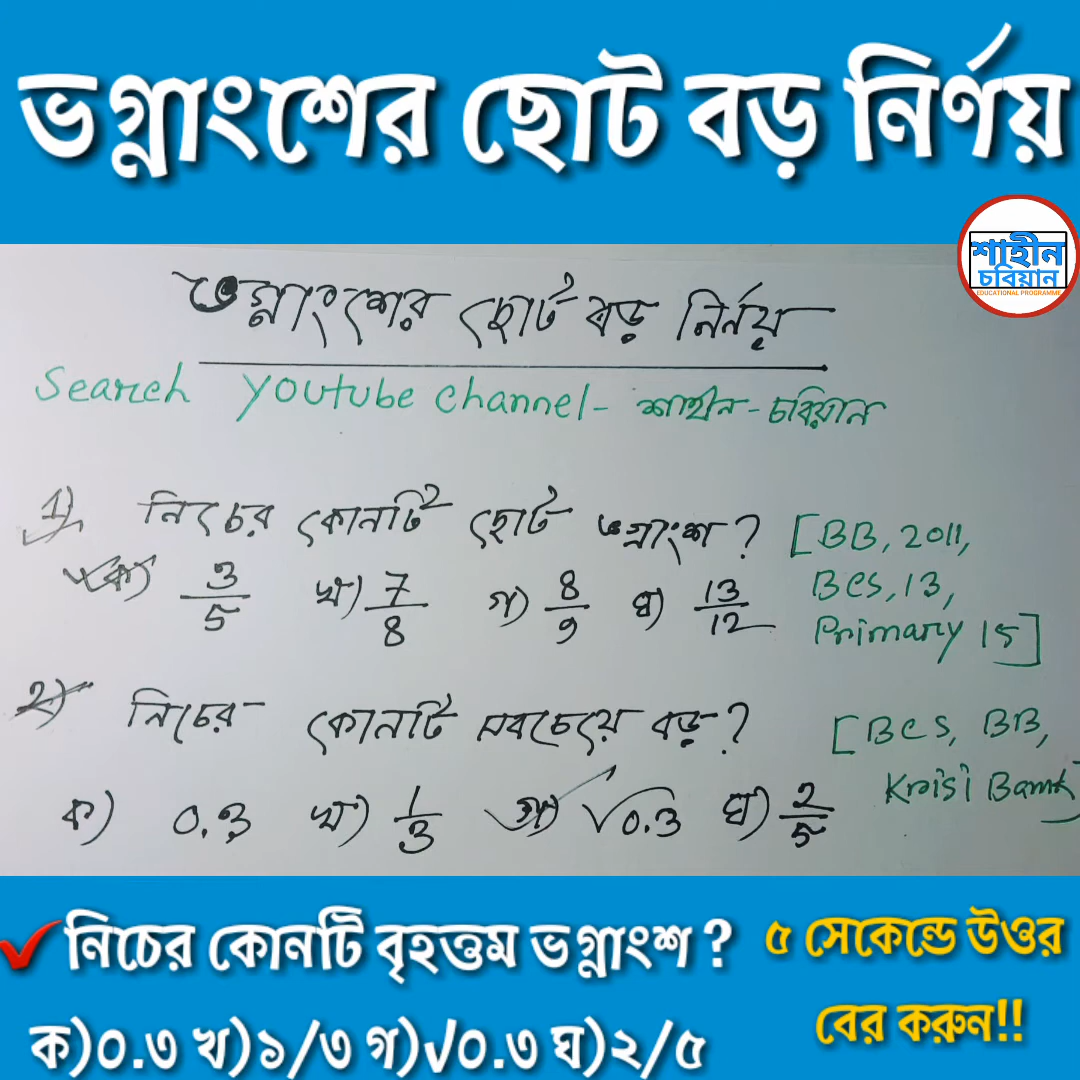 ভগ্নাংশের ছোট বড় নির্ণয়
শাহীন
চবিয়ান
EDUCATIONAL PROGRAMME
ভগ্নাংশের ছোট বড় নির্ণয়
Search Youtube channel- শাহীন-চবিয়ান
1) নিচের কোনটি ছোট ভগ্নাংশ? [BB, 2011,
BCS, 13,
Primary 15]
ক) 3/5 খ) 7/8 গ) 8/9 ঘ) 13/12
২) নিচের কোনটি সবচেয়ে বড়? [BCS, BB,
Krisi Bank]
ক) 0.3 খ) 1/3 গ) √0.3 ঘ) 2/5
✓নিচের কোনটি বৃহত্তম ভগ্নাংশ ? ৫ সেকেন্ডে উওর
বের করুন!!
ক)০.৩ খ)১/৩ গ)√০.৩ ঘ)২/৫